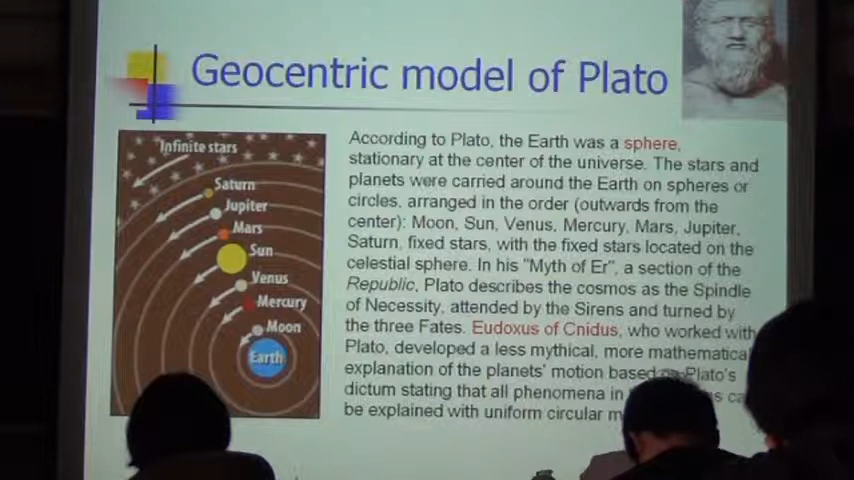 Geocentric model of Plato
Infinite stars
Saturn
Jupiter
Mars
Sun
Venus
Mercury
Moon
Earth
According to Plato, the Earth was a sphere,
stationary at the center of the universe. The stars and
planets were carried around the Earth on spheres or
circles, arranged in the order (outwards from the
center): Moon, Sun, Venus, Mercury, Mars, Jupiter,
Saturn, fixed stars, with the fixed stars located on the
celestial sphere. In his "Myth of Er", a section of the
Republic, Plato describes the cosmos as the Spindle
of Necessity, attended by the Sirens and turned by
the three Fates. Eudoxus of Cnidus, who worked with
Plato, developed a less mythical, more mathematical
explanation of the planets' motion based on Plato's
dictum stating that all phenomena in
be explained with uniform circular